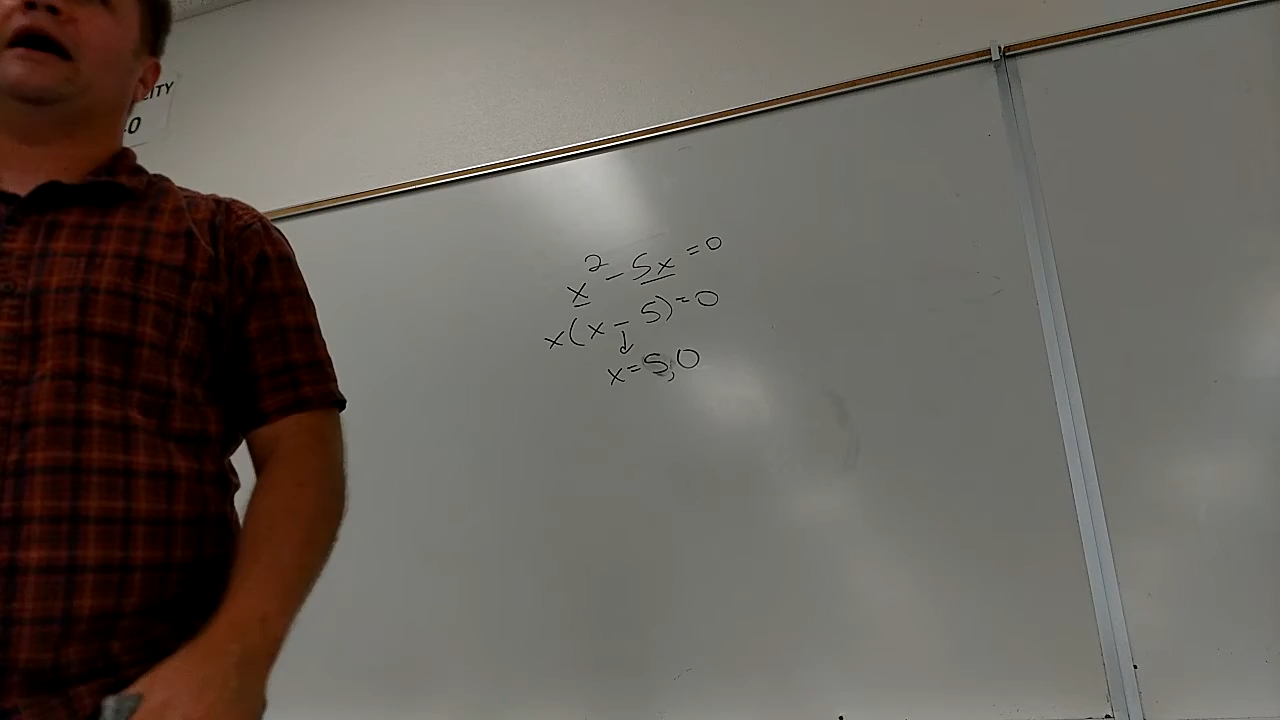 x² - 5x = 0
x(x - 5) = 0
↓
x = 5, 0